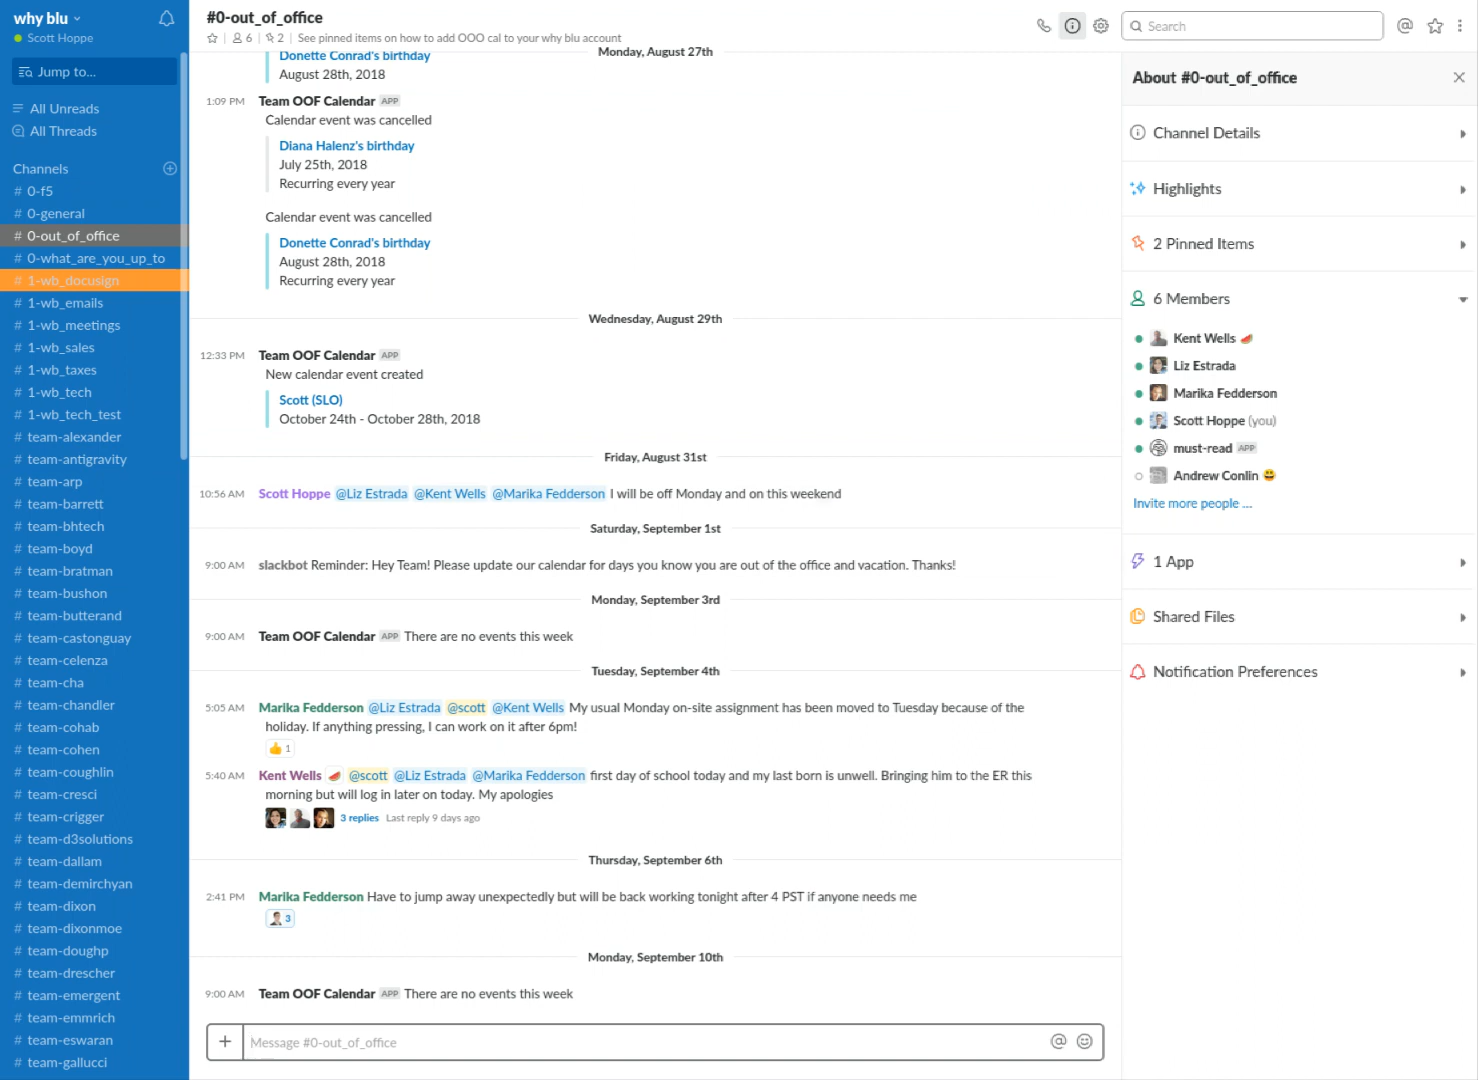 why blu
Scott Hoppe
Jump to...
All Unreads
All Threads
Channels
# 0-f5
# 0-general
# 0-out_of_office
# 0-what_are_you_up_to
# 1-wb_docusign
# 1-wb_emails
# 1-wb_meetings
# 1-wb_sales
# 1-wb_taxes
# 1-wb_tech
# 1-wb_tech_test
# team-alexander
# team-antigravity
# team-arp
# team-barrett
# team-bhtech
# team-boyd
# team-bratman
# team-bushon
# team-butterand
# team-castonguay
# team-celenza
# team-cha
# team-chandler
# team-cohab
# team-cohen
# team-coughlin
# team-cresci
# team-crigger
# team-d3solutions
# team-dallam
# team-demirchyan
# team-dixon
# team-dixonmoe
# team-doughp
# team-drescher
# team-emergent
# team-emmrich
# team-eswaran
# team-gallucci
#0-out_of_office
6 | 2 | See pinned items on how to add OOO cal to your why blu account
Search
Monday, August 27th
Donette Conrad's birthday
August 28th, 2018
1:09 PM Team OOF Calendar APP
Calendar event was cancelled
Diana Halenz's birthday
July 25th, 2018
Recurring every year
Calendar event was cancelled
Donette Conrad's birthday
August 28th, 2018
Recurring every year
Wednesday, August 29th
12:33 PM Team OOF Calendar APP
New calendar event created
Scott (SLO)
October 24th - October 28th, 2018
Friday, August 31st
10:56 AM Scott Hoppe @Liz Estrada @Kent Wells @Marika Fedderson I will be off Monday and on this weekend
Saturday, September 1st
9:00 AM slackbot Reminder: Hey Team! Please update our calendar for days you know you are out of the office and vacation. Thanks!
Monday, September 3rd
9:00 AM Team OOF Calendar APP There are no events this week
Tuesday, September 4th
5:05 AM Marika Fedderson @Liz Estrada @scott @Kent Wells My usual Monday on-site assignment has been moved to Tuesday because of the
holiday. If anything pressing, I can work on it after 6pm!
👍 1
5:40 AM Kent Wells 🍉 @scott @Liz Estrada @Marika Fedderson first day of school today and my last born is unwell. Bringing him to the ER this
morning but will log in later on today. My apologies
3 replies Last reply 9 days ago
Thursday, September 6th
2:41 PM Marika Fedderson Have to jump away unexpectedly but will be back working tonight after 4 PST if anyone needs me
3
Monday, September 10th
9:00 AM Team OOF Calendar APP There are no events this week
+ Message #0-out_of_office
About #0-out_of_office
Channel Details
Highlights
2 Pinned Items
6 Members
Kent Wells 🍉
Liz Estrada
Marika Fedderson
Scott Hoppe (you)
must-read APP
Andrew Conlin 😀
Invite more people ...
1 App
Shared Files
Notification Preferences